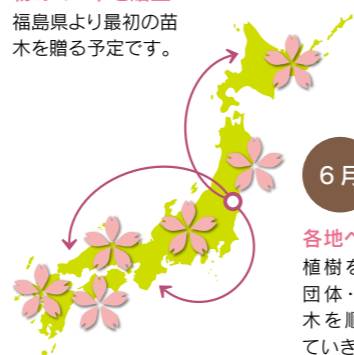 福島県より最初の苗
木を贈る予定です。
6月
各地へ
植樹を
団体・
木を順
ていき